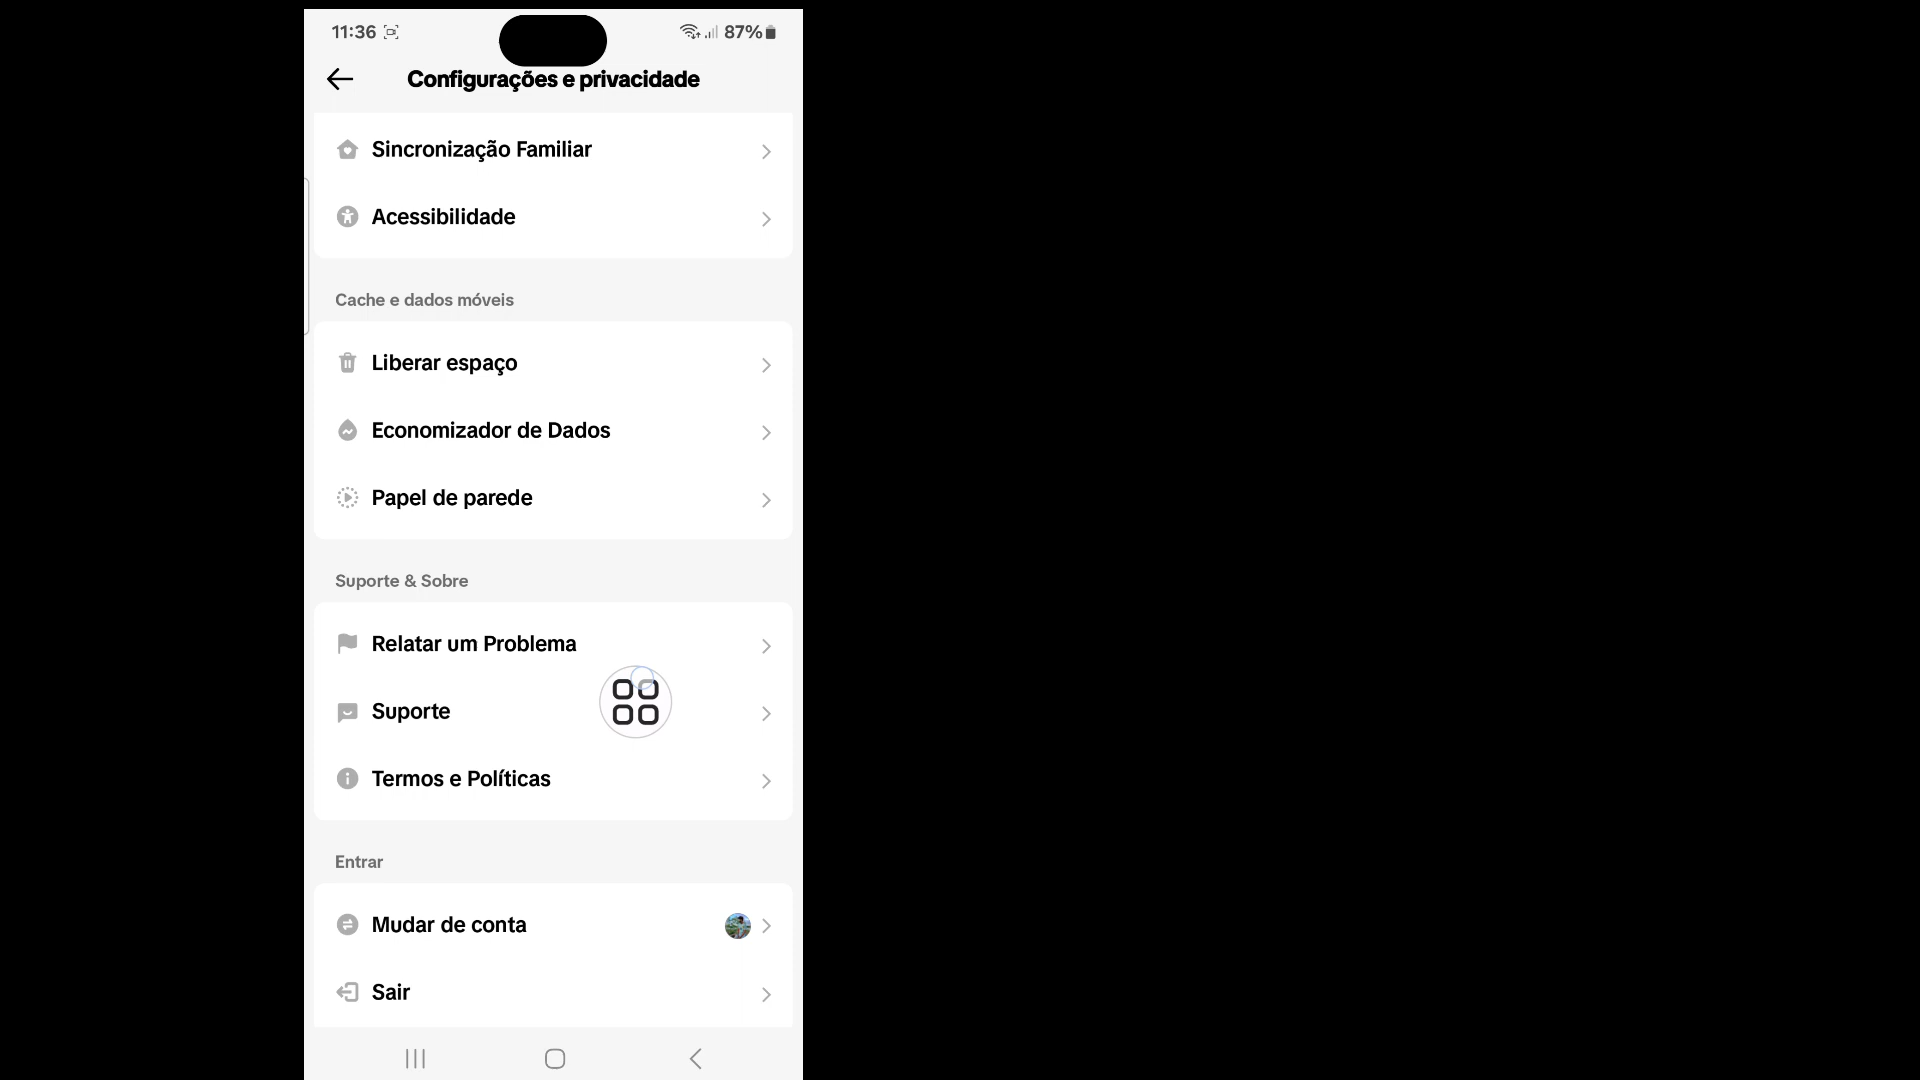 11:36
87%
Configurações e privacidade
Sincronização Familiar
Acessibilidade
Cache e dados móveis
Liberar espaço
Economizador de Dados
Papel de parede
Suporte & Sobre
Relatar um Problema
Suporte
Termos e Políticas
Entrar
Mudar de conta
Sair